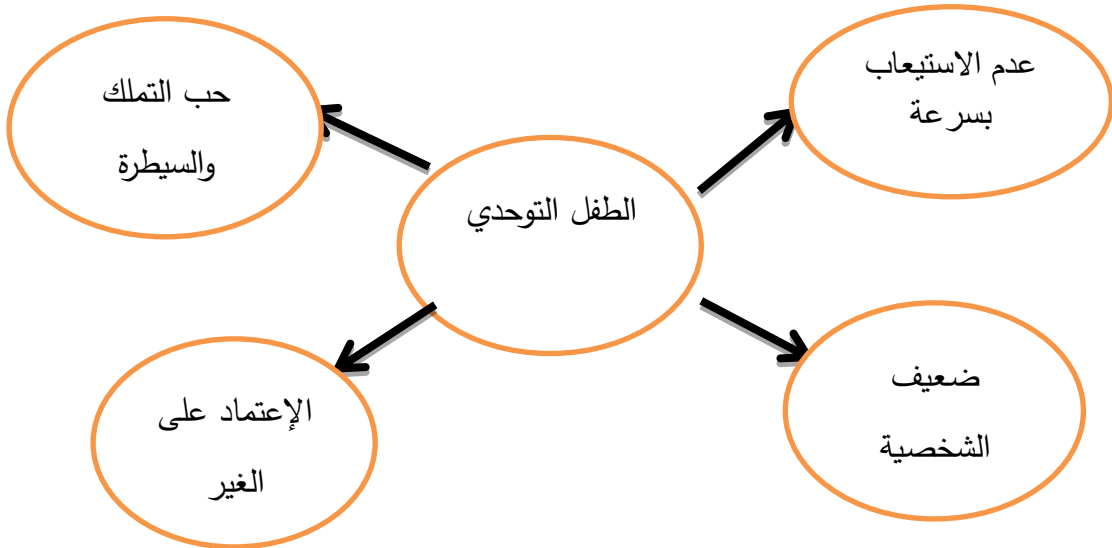 عدم الاستيعاب
بسرعة
حب التملك
والسيطرة
الطفل التوحدي
ضعيف
الشخصية
الإعتماد على
الغير